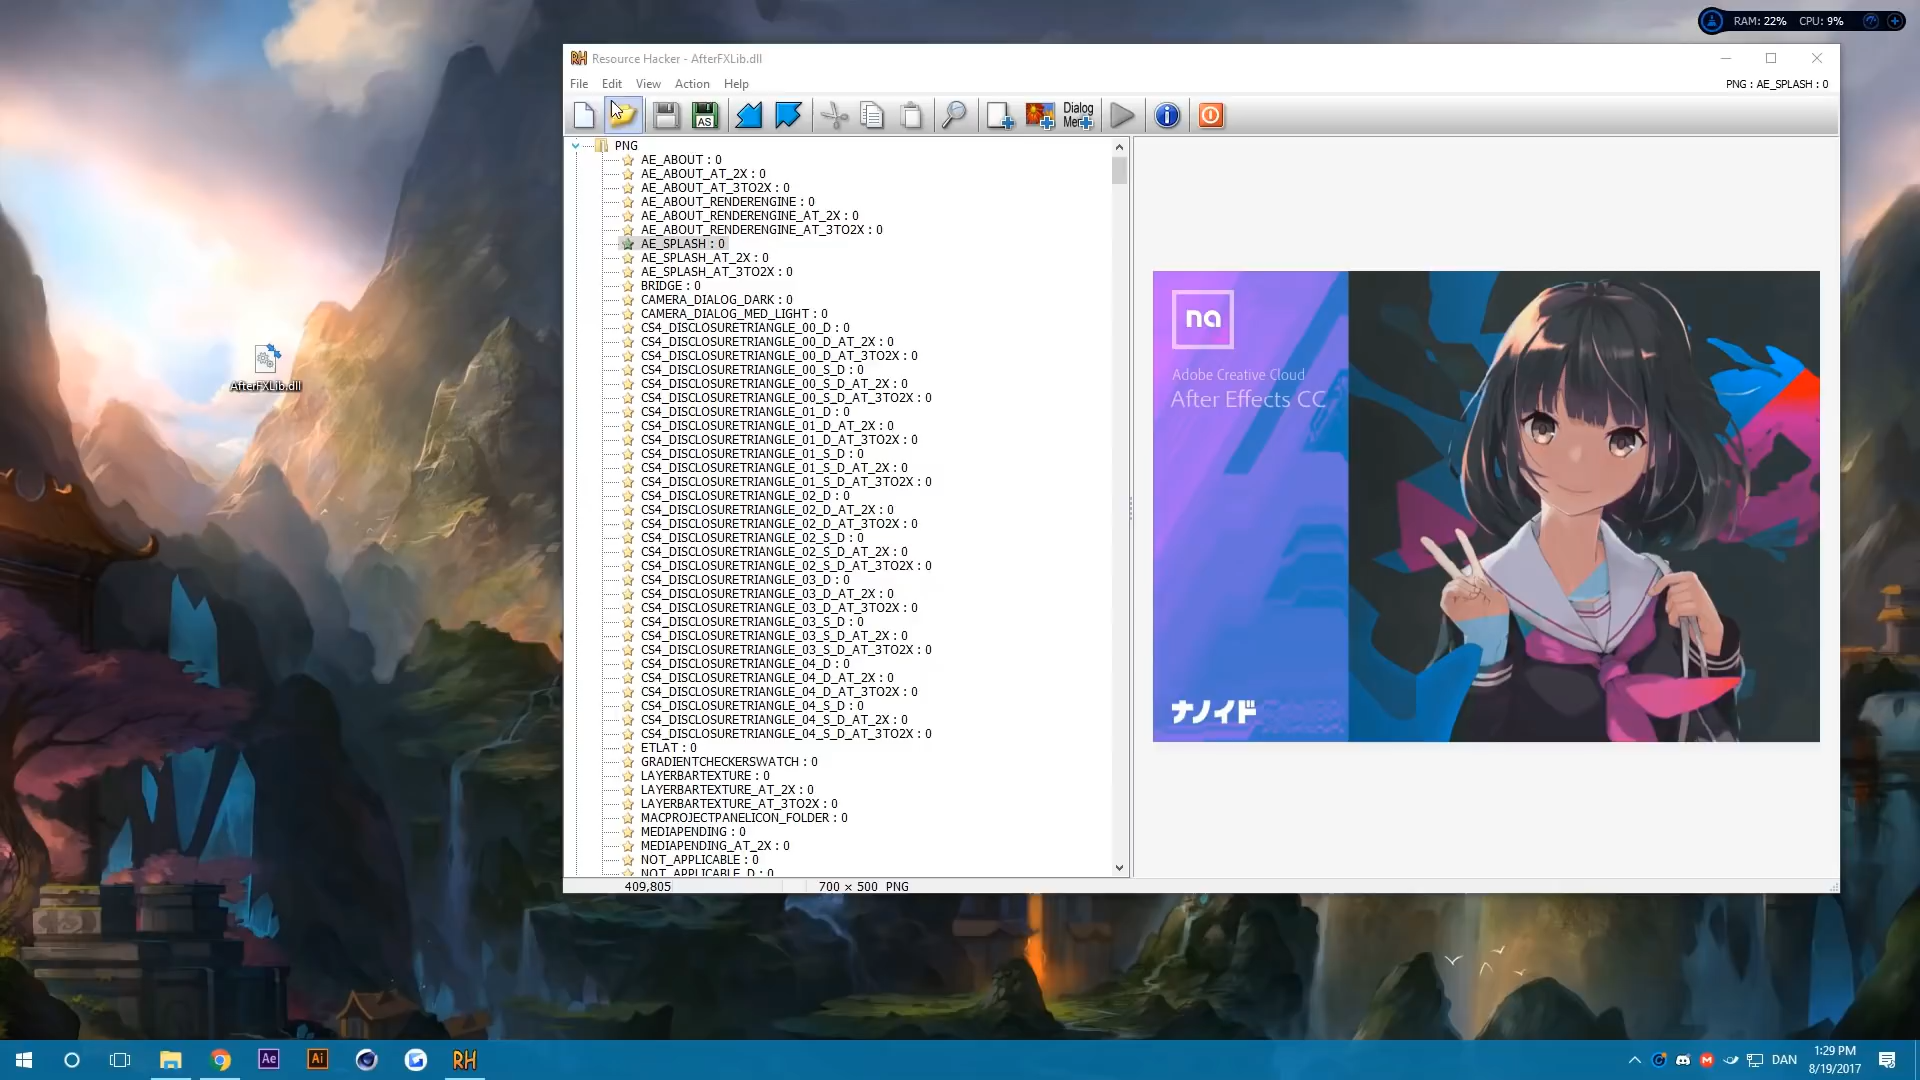 RAM: 22% CPU: 9%
Resource Hacker - AfterFXLib.dll
File Edit View Action Help
PNG : AE_SPLASH : 0
AS
Dialog
Men
PNG
AE_ABOUT : 0
AE_ABOUT_AT_2X : 0
AE_ABOUT_AT_3TO2X : 0
AE_ABOUT_RENDERENGINE : 0
AE_ABOUT_RENDERENGINE_AT_2X : 0
AE_ABOUT_RENDERENGINE_AT_3TO2X : 0
AE_SPLASH : 0
AE_SPLASH_AT_2X : 0
AE_SPLASH_AT_3TO2X : 0
BRIDGE : 0
CAMERA_DIALOG_DARK : 0
CAMERA_DIALOG_MED_LIGHT : 0
CS4_DISCLOSURETRIANGLE_00_D : 0
CS4_DISCLOSURETRIANGLE_00_D_AT_2X : 0
CS4_DISCLOSURETRIANGLE_00_D_AT_3TO2X : 0
CS4_DISCLOSURETRIANGLE_00_S_D : 0
CS4_DISCLOSURETRIANGLE_00_S_D_AT_2X : 0
CS4_DISCLOSURETRIANGLE_00_S_D_AT_3TO2X : 0
CS4_DISCLOSURETRIANGLE_01_D : 0
CS4_DISCLOSURETRIANGLE_01_D_AT_2X : 0
CS4_DISCLOSURETRIANGLE_01_D_AT_3TO2X : 0
CS4_DISCLOSURETRIANGLE_01_S_D : 0
CS4_DISCLOSURETRIANGLE_01_S_D_AT_2X : 0
CS4_DISCLOSURETRIANGLE_01_S_D_AT_3TO2X : 0
CS4_DISCLOSURETRIANGLE_02_D : 0
CS4_DISCLOSURETRIANGLE_02_D_AT_2X : 0
CS4_DISCLOSURETRIANGLE_02_D_AT_3TO2X : 0
CS4_DISCLOSURETRIANGLE_02_S_D : 0
CS4_DISCLOSURETRIANGLE_02_S_D_AT_2X : 0
CS4_DISCLOSURETRIANGLE_02_S_D_AT_3TO2X : 0
CS4_DISCLOSURETRIANGLE_03_D : 0
CS4_DISCLOSURETRIANGLE_03_D_AT_2X : 0
CS4_DISCLOSURETRIANGLE_03_D_AT_3TO2X : 0
CS4_DISCLOSURETRIANGLE_03_S_D : 0
CS4_DISCLOSURETRIANGLE_03_S_D_AT_2X : 0
CS4_DISCLOSURETRIANGLE_03_S_D_AT_3TO2X : 0
CS4_DISCLOSURETRIANGLE_04_D : 0
CS4_DISCLOSURETRIANGLE_04_D_AT_2X : 0
CS4_DISCLOSURETRIANGLE_04_D_AT_3TO2X : 0
CS4_DISCLOSURETRIANGLE_04_S_D : 0
CS4_DISCLOSURETRIANGLE_04_S_D_AT_2X : 0
CS4_DISCLOSURETRIANGLE_04_S_D_AT_3TO2X : 0
ETLAT : 0
GRADIENTCHECKERSWATCH : 0
LAYERBARTEXTURE : 0
LAYERBARTEXTURE_AT_2X : 0
LAYERBARTEXTURE_AT_3TO2X : 0
MACPROJECTPANELICON_FOLDER : 0
MEDIAPENDING : 0
MEDIAPENDING_AT_2X : 0
NOT_APPLICABLE : 0
NOT_APPLICABLE_D : 0
na
Adobe Creative Cloud
After Effects CC
ナノイド
409,805
700 × 500 PNG
AfterFXLib.dll
Ae
Ai
RH
DAN
1:29 PM
8/19/2017